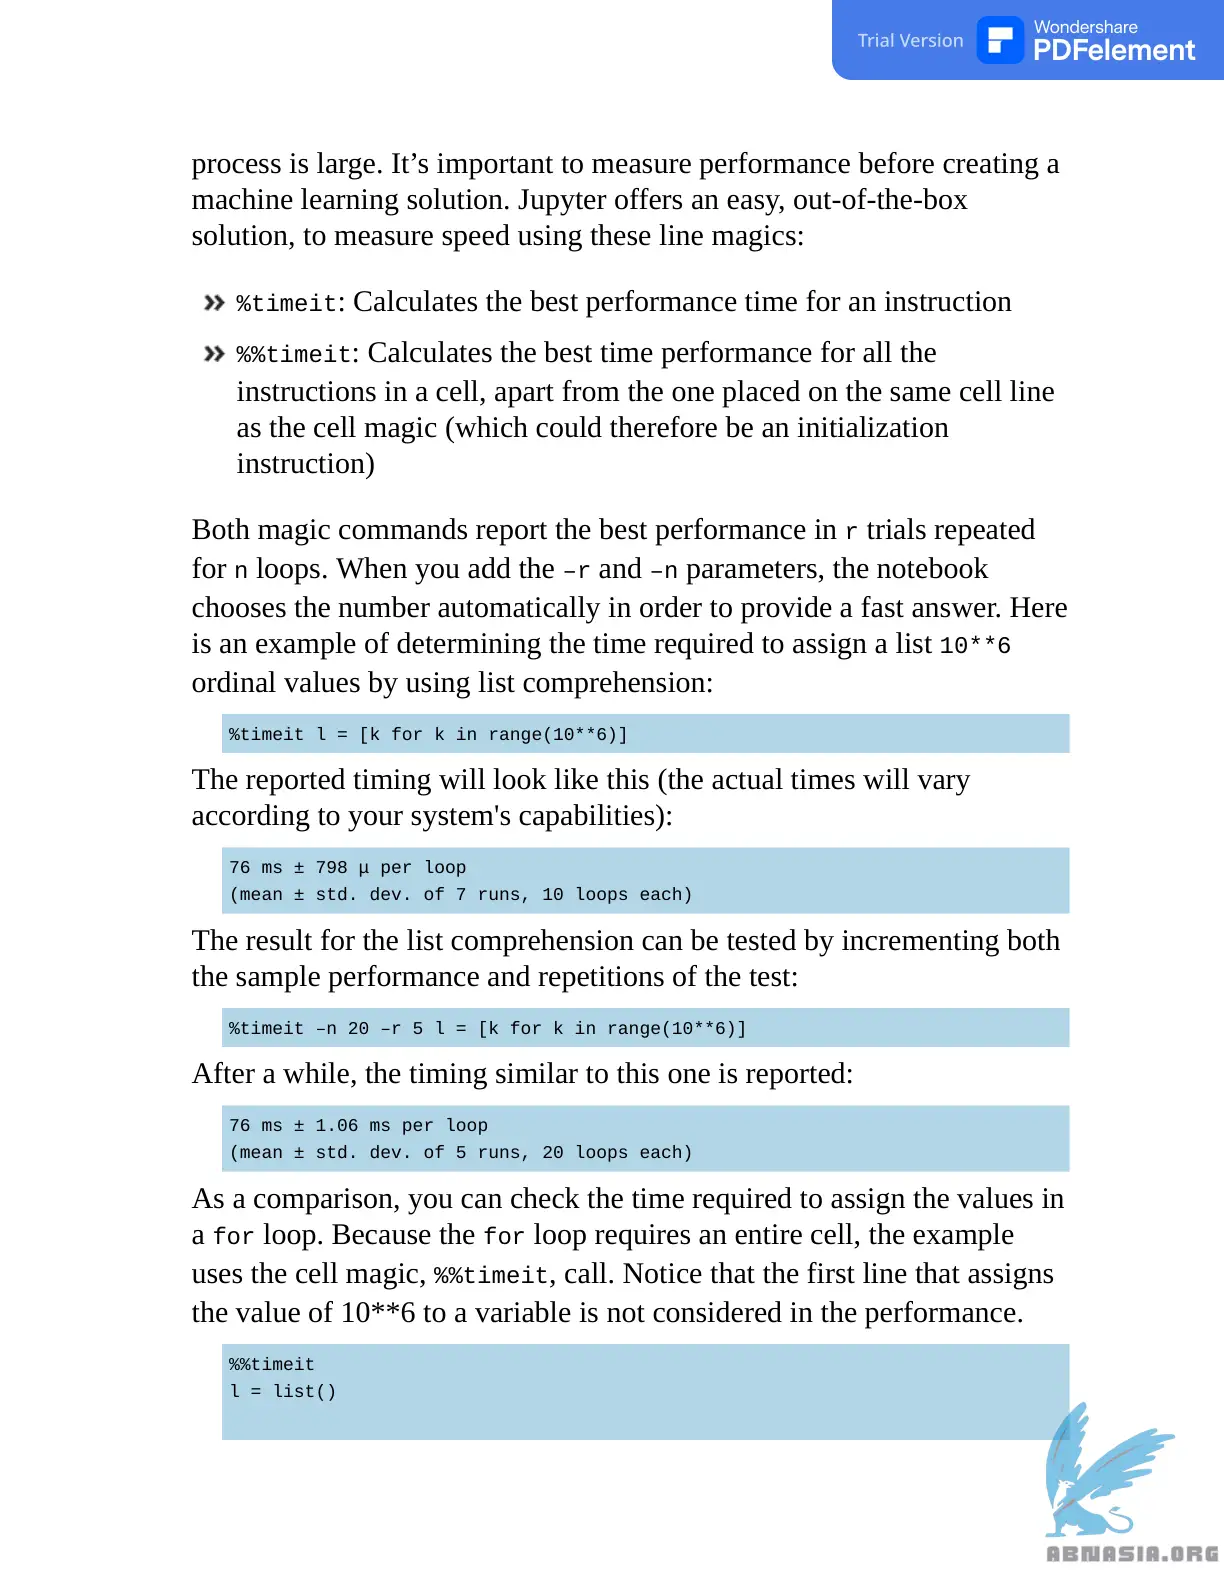 Trial Version
Wondershare
PDFelement
process is large. It’s important to measure performance before creating a
machine learning solution. Jupyter offers an easy, out-of-the-box
solution, to measure speed using these line magics:
%timeit: Calculates the best performance time for an instruction
%%timeit: Calculates the best time performance for all the
instructions in a cell, apart from the one placed on the same cell line
as the cell magic (which could therefore be an initialization
instruction)
Both magic commands report the best performance in r trials repeated
for n loops. When you add the –r and –n parameters, the notebook
chooses the number automatically in order to provide a fast answer. Here
is an example of determining the time required to assign a list 10**6
ordinal values by using list comprehension:
%timeit l = [k for k in range(10**6)]
The reported timing will look like this (the actual times will vary
according to your system's capabilities):
76 ms ± 798 µ per loop
(mean ± std. dev. of 7 runs, 10 loops each)
The result for the list comprehension can be tested by incrementing both
the sample performance and repetitions of the test:
%timeit –n 20 –r 5 l = [k for k in range(10**6)]
After a while, the timing similar to this one is reported:
76 ms ± 1.06 ms per loop
(mean ± std. dev. of 5 runs, 20 loops each)
As a comparison, you can check the time required to assign the values in
a for loop. Because the for loop requires an entire cell, the example
uses the cell magic, %%timeit, call. Notice that the first line that assigns
the value of 10**6 to a variable is not considered in the performance.
%%timeit
l = list()
ABNASIA.ORG